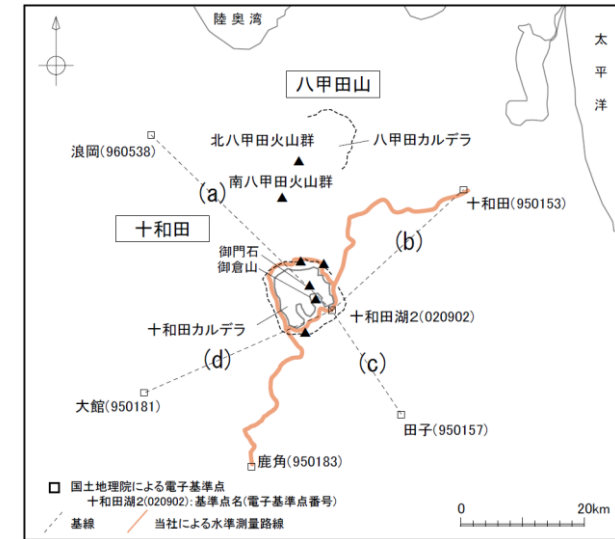 陸奥湾
太平洋
八甲田山
北八甲田火山群
八甲田カルデラ
浪岡(960538)
南八甲田火山群
(a)
十和田(950153)
十和田
(b)
御門石
御倉山
十和田湖2(020902)
十和田カルデラ
(d)
(c)
大館(950181)
田子(950157)
鹿角(950183)
国土地理院による電子基準点
十和田湖2(020902):基準点名(電子基準点番号)
基線
当社による水準測量路線
0
20km